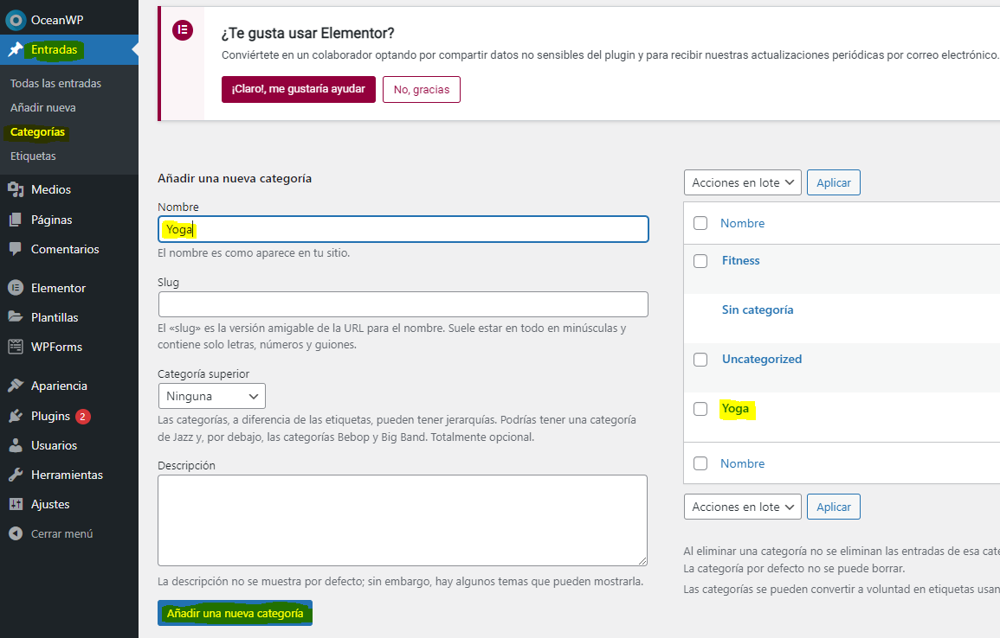 OceanWP
Entradas
Todas las entradas
Añadir nueva
Categorías
Etiquetas
Medios
Páginas
Comentarios
Elementor
Plantillas
WPForms
Apariencia
Plugins 2
Usuarios
Herramientas
Ajustes
Cerrar menú
¿Te gusta usar Elementor?
Conviértete en un colaborador optando por compartir datos no sensibles del plugin y para recibir nuestras actualizaciones periódicas por correo electrónico.
¡Claro!, me gustaría ayudar
No, gracias
Añadir una nueva categoría
Nombre
Yoga
El nombre es como aparece en tu sitio.
Slug
El «slug» es la versión amigable de la URL para el nombre. Suele estar en todo en minúsculas y
contiene solo letras, números y guiones.
Categoría superior
Ninguna
Las categorías, a diferencia de las etiquetas, pueden tener jerarquías. Podrías tener una categoría
de Jazz y, por debajo, las categorías Bebop y Big Band. Totalmente opcional.
Descripción
La descripción no se muestra por defecto; sin embargo, hay algunos temas que pueden mostrarla.
Añadir una nueva categoría
Acciones en lote
Aplicar
Nombre
Fitness
Sin categoría
Uncategorized
Yoga
Nombre
Acciones en lote
Aplicar
Al eliminar una categoría no se eliminan las entradas de esa cate
La categoría por defecto no se puede borrar.
Las categorías se pueden convertir a voluntad en etiquetas usan